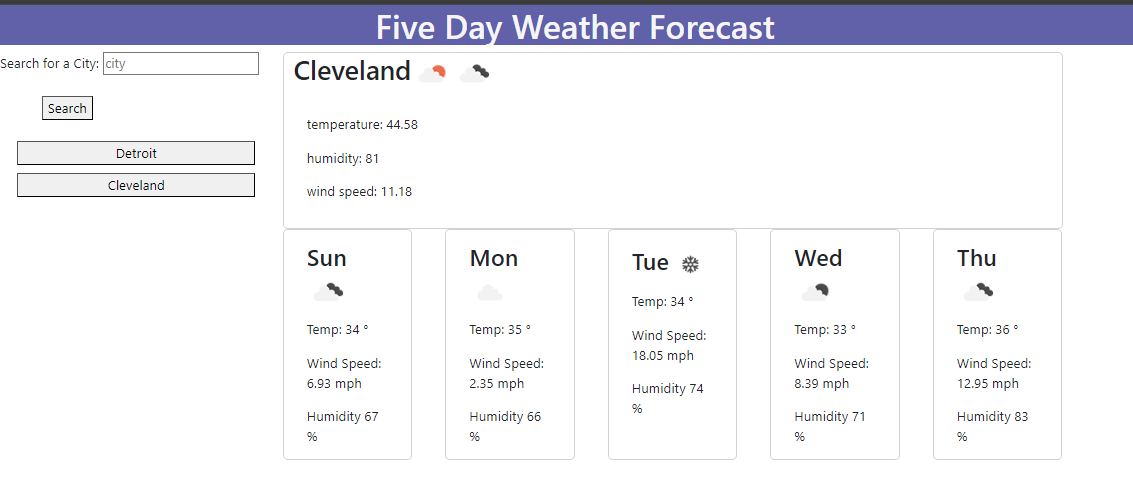 Five Day Weather Forecast
Search for a City: city
Search
Detroit
Cleveland
Cleveland
temperature: 44.58
humidity: 81
wind speed: 11.18
Sun
Temp: 34 °
Wind Speed:
6.93 mph
Humidity 67
%
Mon
Temp: 35 °
Wind Speed:
2.35 mph
Humidity 66
%
Tue
Temp: 34 °
Wind Speed:
18.05 mph
Humidity 74
%
Wed
Temp: 33 °
Wind Speed:
8.39 mph
Humidity 71
%
Thu
Temp: 36 °
Wind Speed:
12.95 mph
Humidity 83
%